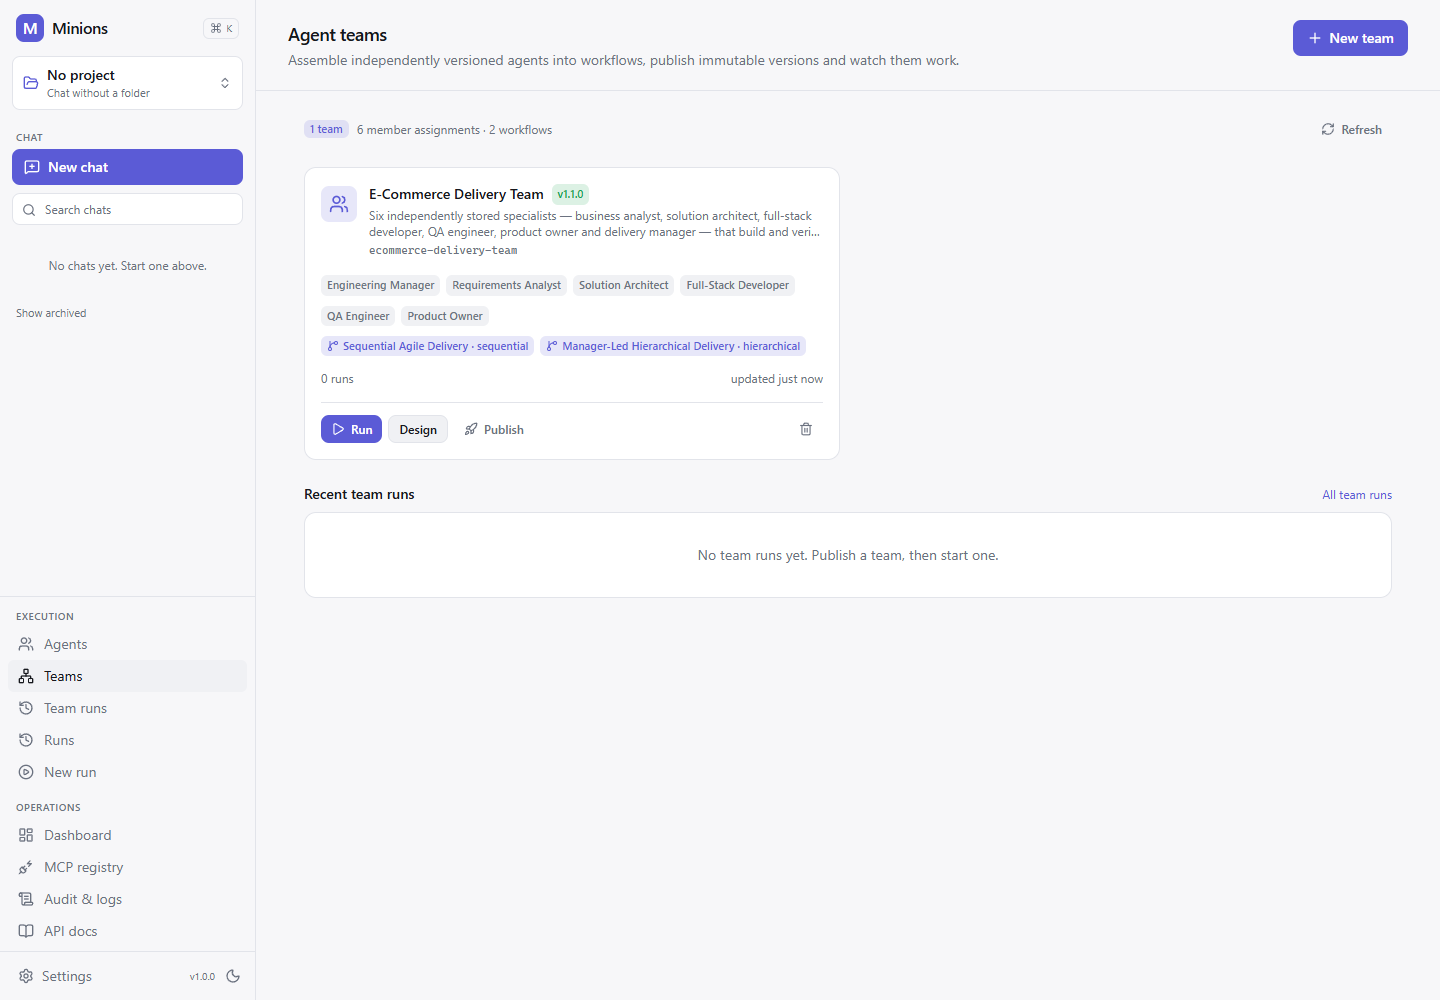 M Minions ⌘ K
No project
Chat without a folder
CHAT
New chat
Search chats
No chats yet. Start one above.
Show archived
EXECUTION
Agents
Teams
Team runs
Runs
New run
OPERATIONS
Dashboard
MCP registry
Audit & logs
API docs
Settings v1.0.0
Agent teams
Assemble independently versioned agents into workflows, publish immutable versions and watch them work.
New team
1 team 6 member assignments · 2 workflows
Refresh
E-Commerce Delivery Team v1.1.0
Six independently stored specialists — business analyst, solution architect, full-stack
developer, QA engineer, product owner and delivery manager — that build and veri...
ecommerce-delivery-team
Engineering Manager Requirements Analyst Solution Architect Full-Stack Developer
QA Engineer Product Owner
Sequential Agile Delivery · sequential Manager-Led Hierarchical Delivery · hierarchical
0 runs updated just now
Run Design Publish
Recent team runs All team runs
No team runs yet. Publish a team, then start one.